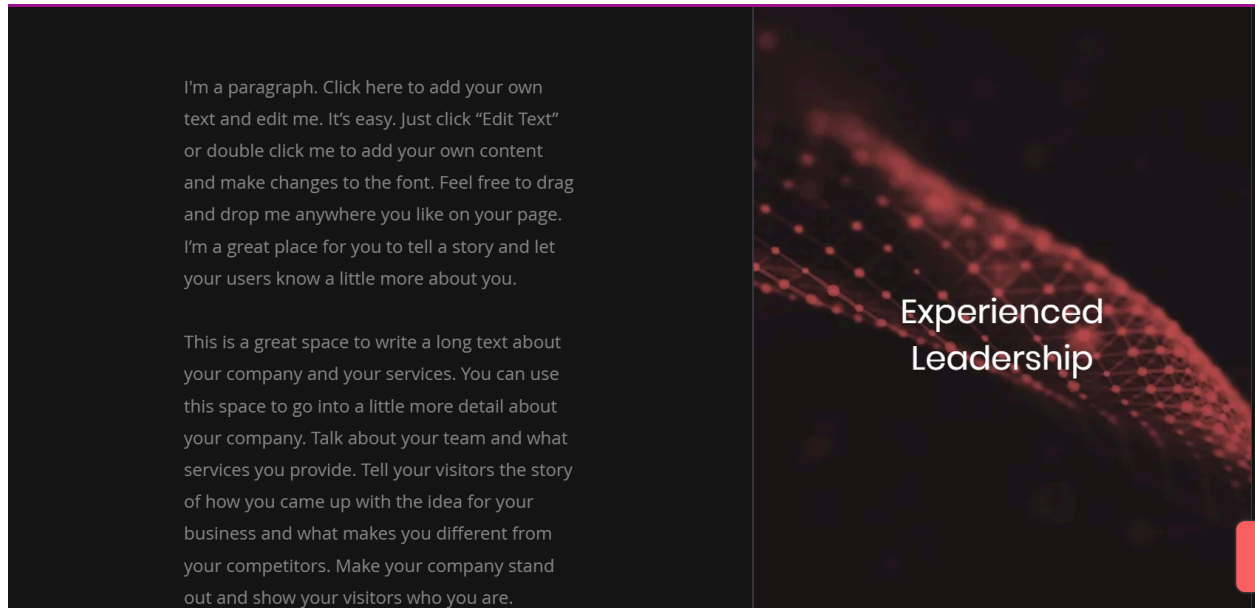 I'm a paragraph. Click here to add your own
text and edit me. It’s easy. Just click “Edit Text”
or double click me to add your own content
and make changes to the font. Feel free to drag
and drop me anywhere you like on your page.
I’m a great place for you to tell a story and let
your users know a little more about you.
This is a great space to write a long text about
your company and your services. You can use
this space to go into a little more detail about
your company. Talk about your team and what
services you provide. Tell your visitors the story
of how you came up with the idea for your
business and what makes you different from
your competitors. Make your company stand
out and show your visitors who you are.
Experienced
Leadership